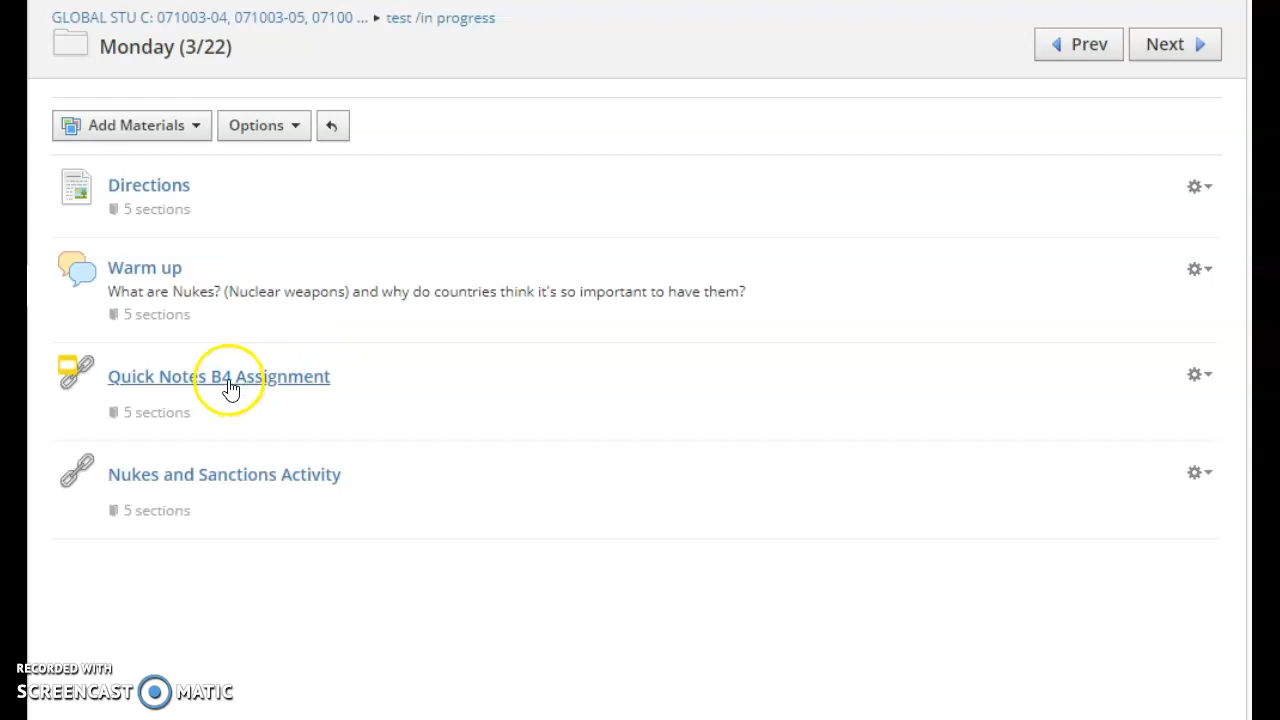 GLOBAL STU C: 071003-04, 071003-05, 07100 ... ▸ test /in progress
Monday (3/22)
Prev
Next
Add Materials
Options
Directions
5 sections
Warm up
What are Nukes? (Nuclear weapons) and why do countries think it's so important to have them?
5 sections
Quick Notes B4 Assignment
5 sections
Nukes and Sanctions Activity
5 sections
RECORDED WITH
SCREENCAST MATIC